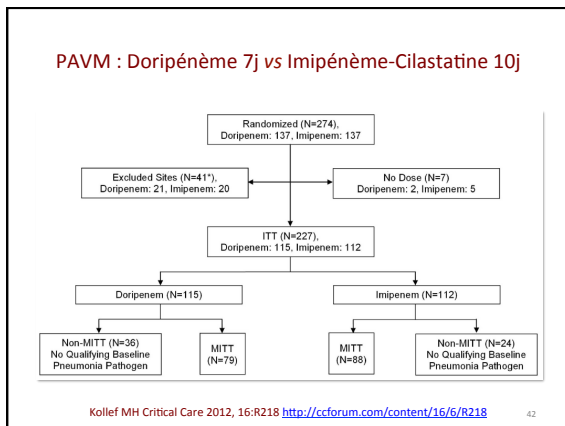 PAVM : Doripénème 7j vs Imipénème-Cilastatine 10j
Randomized (N=274),
Doripenem: 137, Imipenem: 137
Excluded Sites (N=41*),
Doripenem: 21, Imipenem: 20
No Dose (N=7)
Doripenem: 2, Imipenem: 5
ITT (N=227),
Doripenem: 115, Imipenem: 112
Doripenem (N=115)
Imipenem (N=112)
Non-MITT (N=36)
No Qualifying Baseline
Pneumonia Pathogen
MITT
(N=79)
MITT
(N=88)
Non-MITT (N=24)
No Qualifying Baseline
Pneumonia Pathogen
Kollef MH Critical Care 2012, 16:R218 http://ccforum.com/content/16/6/R218
42